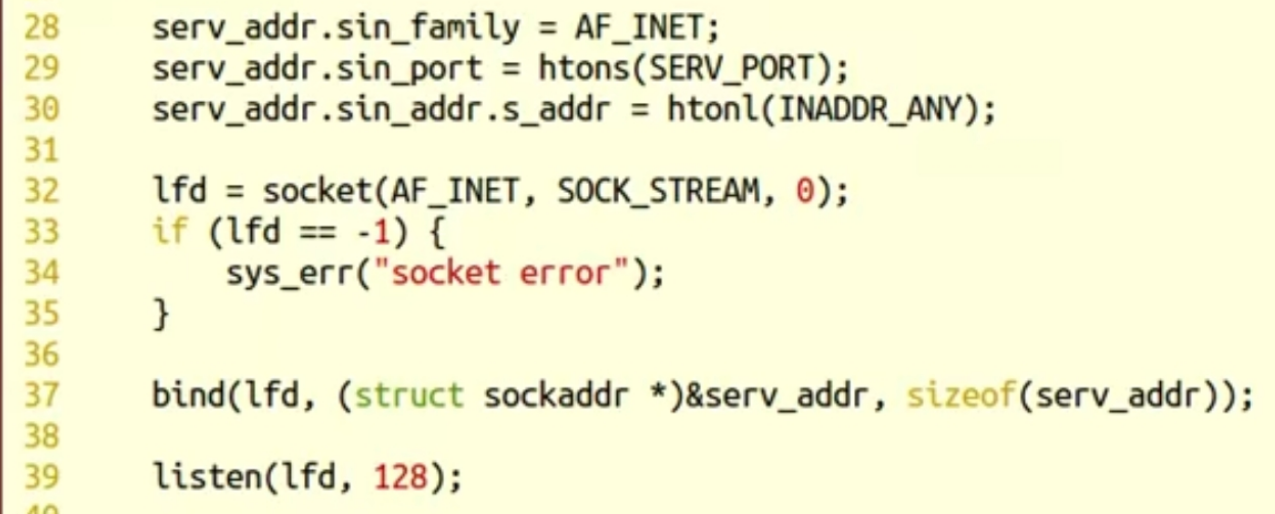 28 serv_addr.sin_family = AF_INET;
29 serv_addr.sin_port = htons(SERV_PORT);
30 serv_addr.sin_addr.s_addr = htonl(INADDR_ANY);
31
32 lfd = socket(AF_INET, SOCK_STREAM, 0);
33 if (lfd == -1) {
34 sys_err("socket error");
35 }
36
37 bind(lfd, (struct sockaddr *)&serv_addr, sizeof(serv_addr));
38
39 listen(lfd, 128);